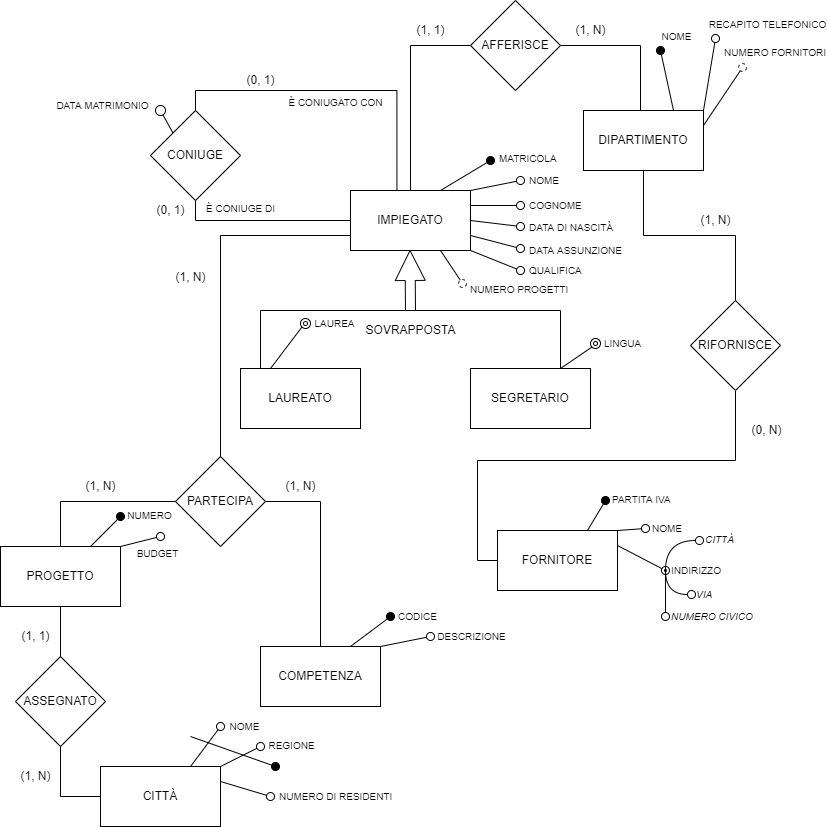 (1, 1)
AFFERISCE
(1, N)
RECAPITO TELEFONICO
NOME
NUMERO FORNITORI
(0, 1)
DATA MATRIMONIO
È CONIUGATO CON
CONIUGE
DIPARTIMENTO
MATRICOLA
NOME
(0, 1)
È CONIUGE DI
IMPIEGATO
COGNOME
DATA DI NASCITÀ
DATA ASSUNZIONE
QUALIFICA
NUMERO PROGETTI
(1, N)
(1, N)
LAUREA
SOVRAPPOSTA
LINGUA
RIFORNISCE
LAUREATO
SEGRETARIO
(0, N)
(1, N)
PARTECIPA
(1, N)
NUMERO
BUDGET
PROGETTO
PARTITA IVA
NOME
CITTÀ
FORNITORE
INDIRIZZO
VIA
NUMERO CIVICO
(1, 1)
CODICE
DESCRIZIONE
COMPETENZA
ASSEGNATO
NOME
REGIONE
(1, N)
CITTÀ
NUMERO DI RESIDENTI